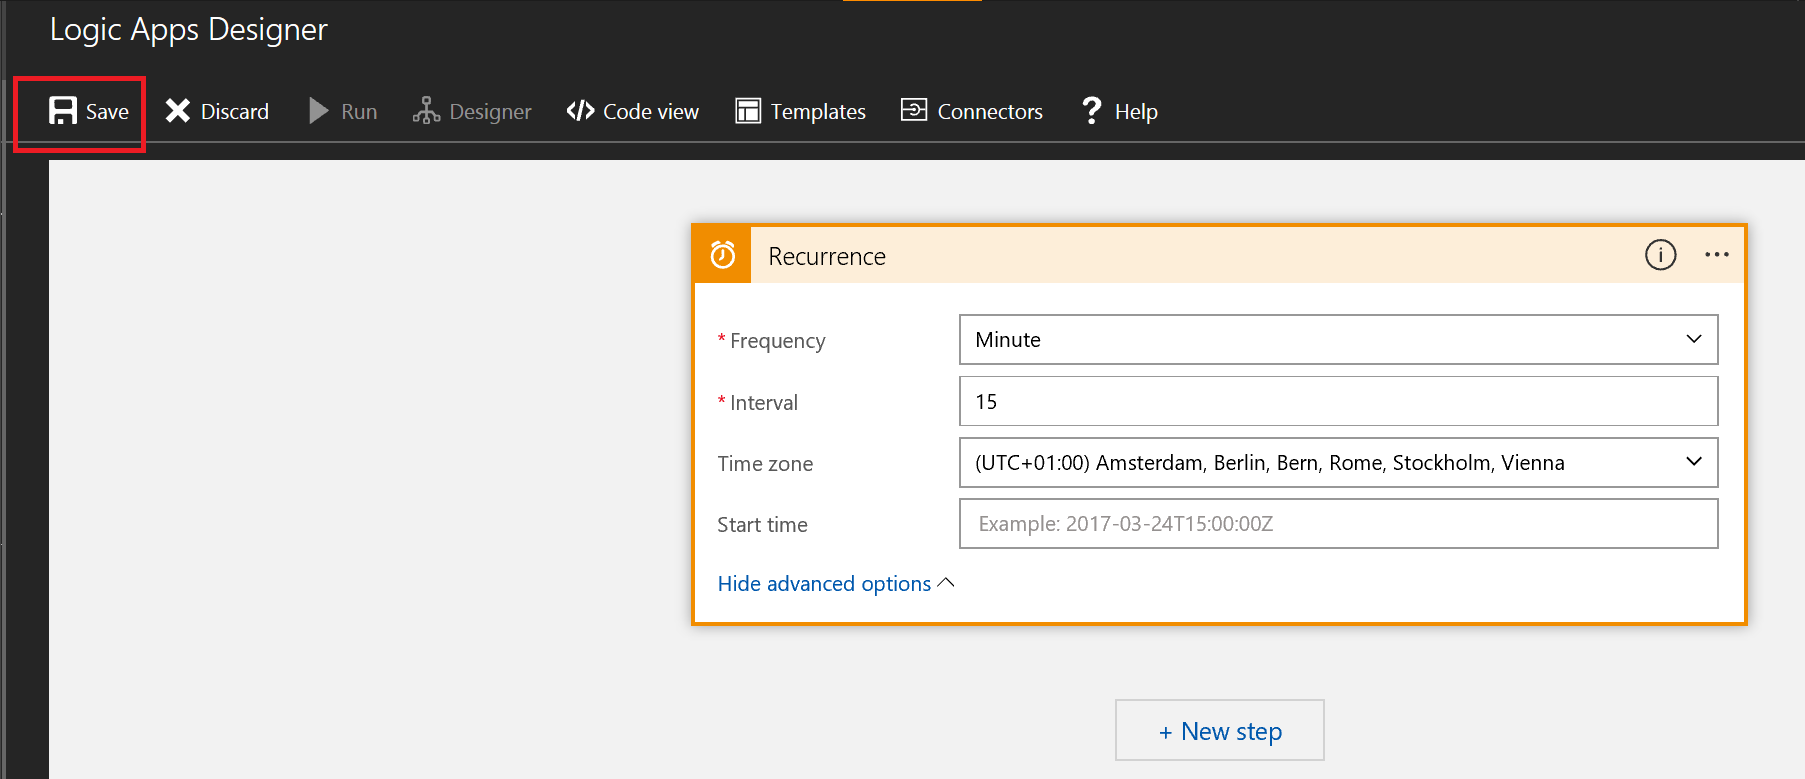 Logic Apps Designer
Save Discard Run Designer Code view Templates Connectors Help
Recurrence
* Frequency Minute
* Interval 15
Time zone (UTC+01:00) Amsterdam, Berlin, Bern, Rome, Stockholm, Vienna
Start time Example: 2017-03-24T15:00:00Z
Hide advanced options
+ New step